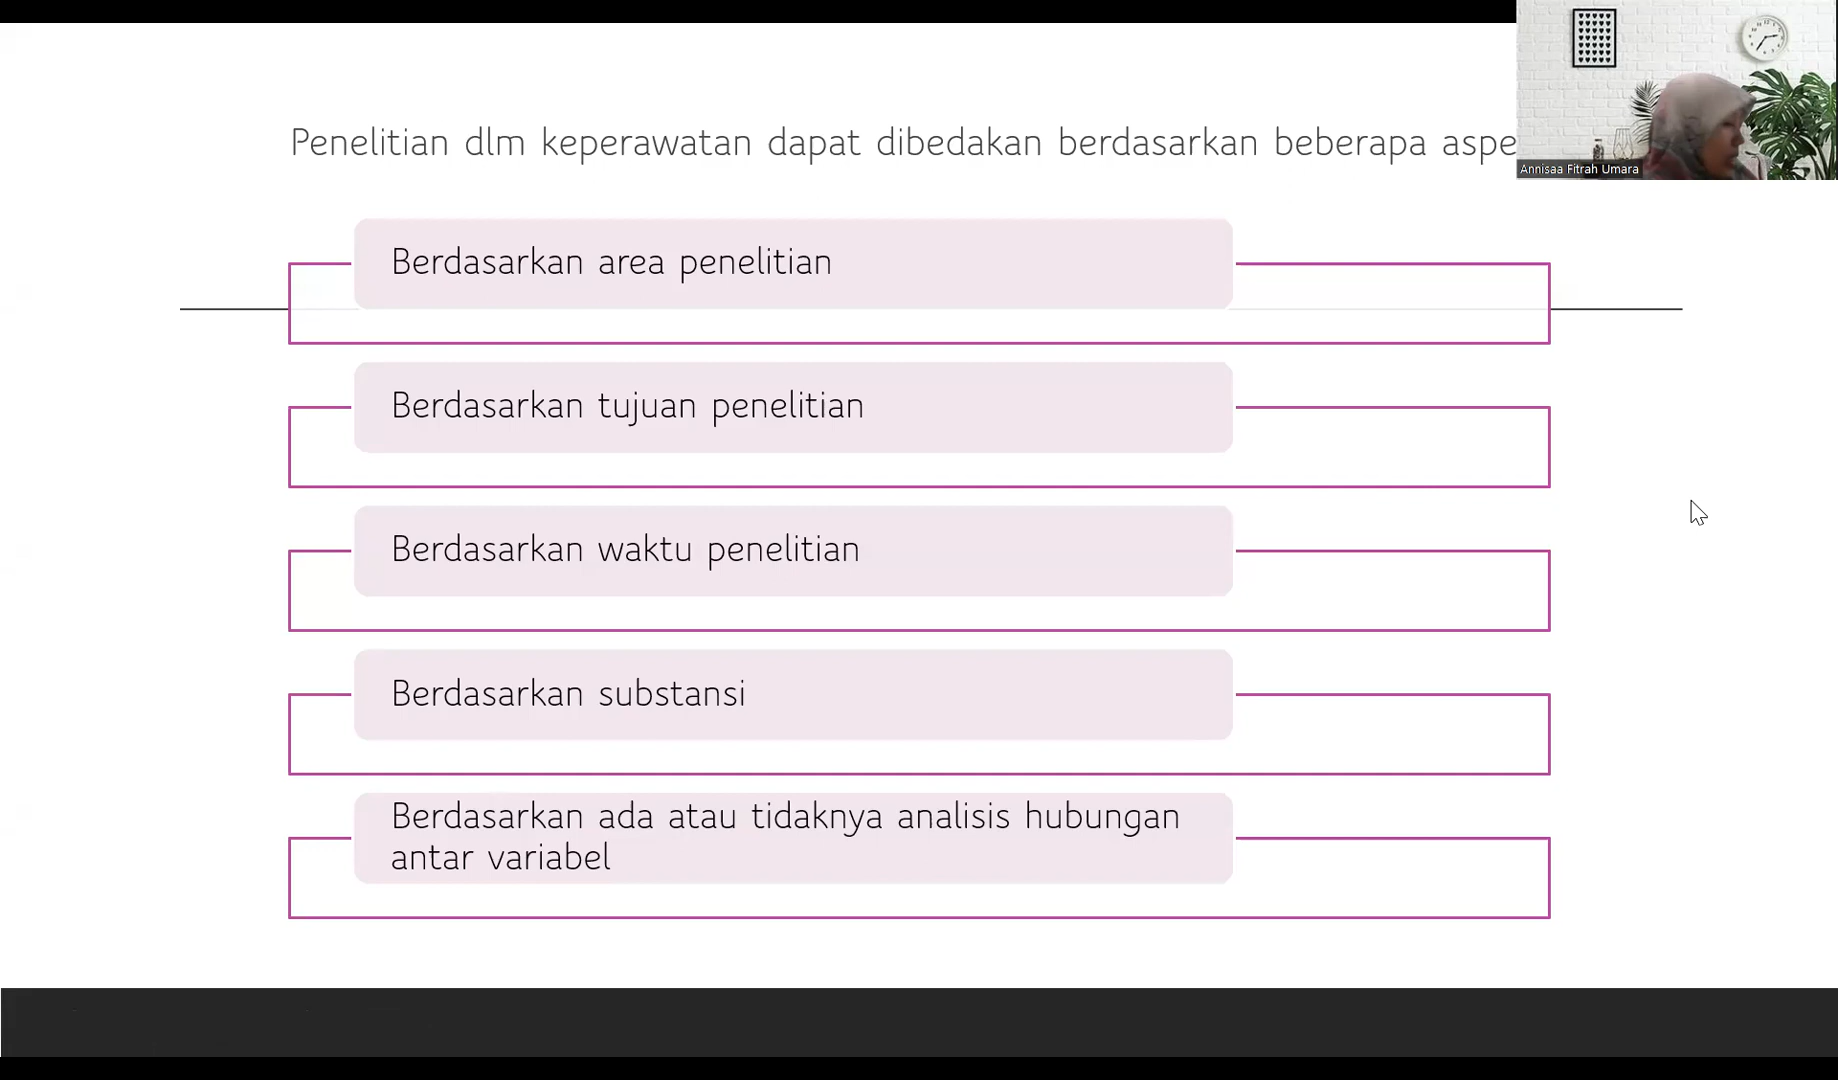 Penelitian dlm keperawatan dapat dibedakan berdasarkan beberapa aspe
Annisaa Fitrah Umara
Berdasarkan area penelitian
Berdasarkan tujuan penelitian
Berdasarkan waktu penelitian
Berdasarkan substansi
Berdasarkan ada atau tidaknya analisis hubungan
antar variabel